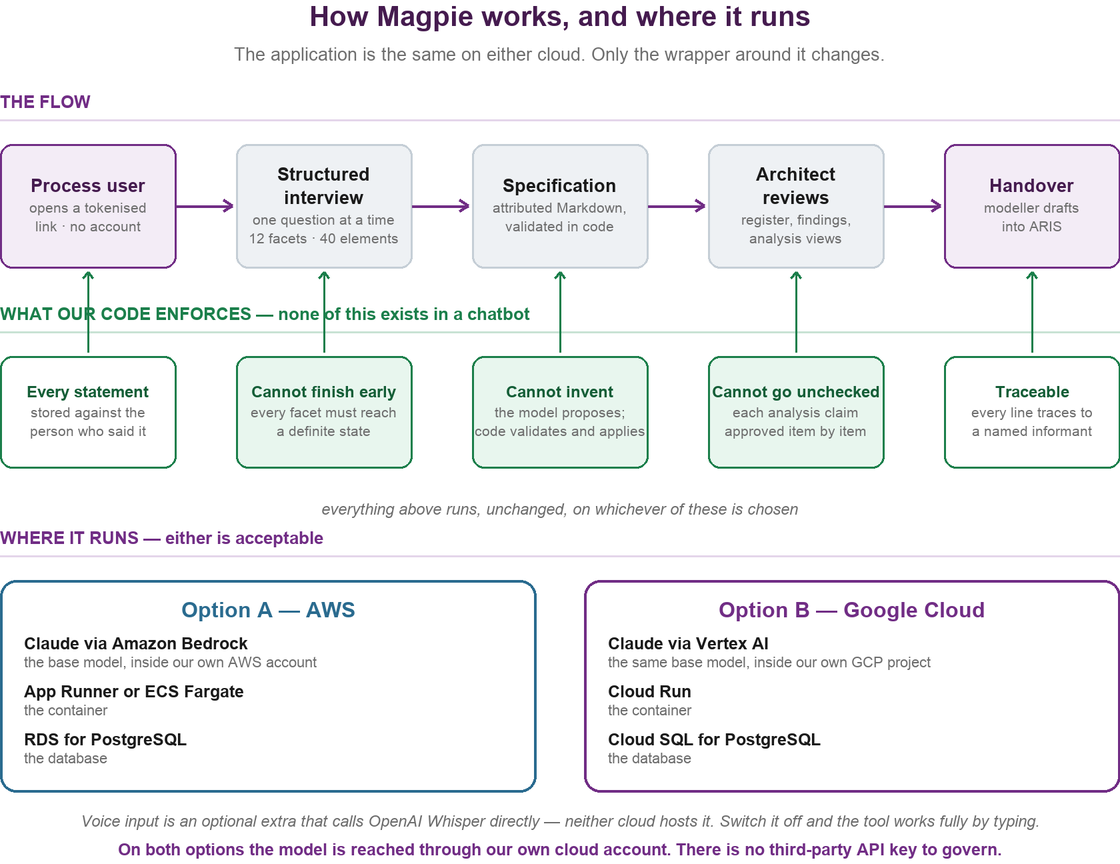 How Magpie works, and where it runs
The application is the same on either cloud. Only the wrapper around it changes.
THE FLOW
Process user
opens a tokenised
link · no account
Structured
interview
one question at a time
12 facets · 40 elements
Specification
attributed Markdown,
validated in code
Architect
reviews
register, findings,
analysis views
Handover
modeller drafts
into ARIS
WHAT OUR CODE ENFORCES — none of this exists in a chatbot
Every statement
stored against the
person who said it
Cannot finish early
every facet must reach
a definite state
Cannot invent
the model proposes;
code validates and applies
Cannot go unchecked
each analysis claim
approved item by item
Traceable
every line traces to
a named informant
everything above runs, unchanged, on whichever of these is chosen
WHERE IT RUNS — either is acceptable
Option A — AWS
Claude via Amazon Bedrock
the base model, inside our own AWS account
App Runner or ECS Fargate
the container
RDS for PostgreSQL
the database
Option B — Google Cloud
Claude via Vertex AI
the same base model, inside our own GCP project
Cloud Run
the container
Cloud SQL for PostgreSQL
the database
Voice input is an optional extra that calls OpenAI Whisper directly — neither cloud hosts it. Switch it off and the tool works fully by typing.
On both options the model is reached through our own cloud account. There is no third-party API key to govern.